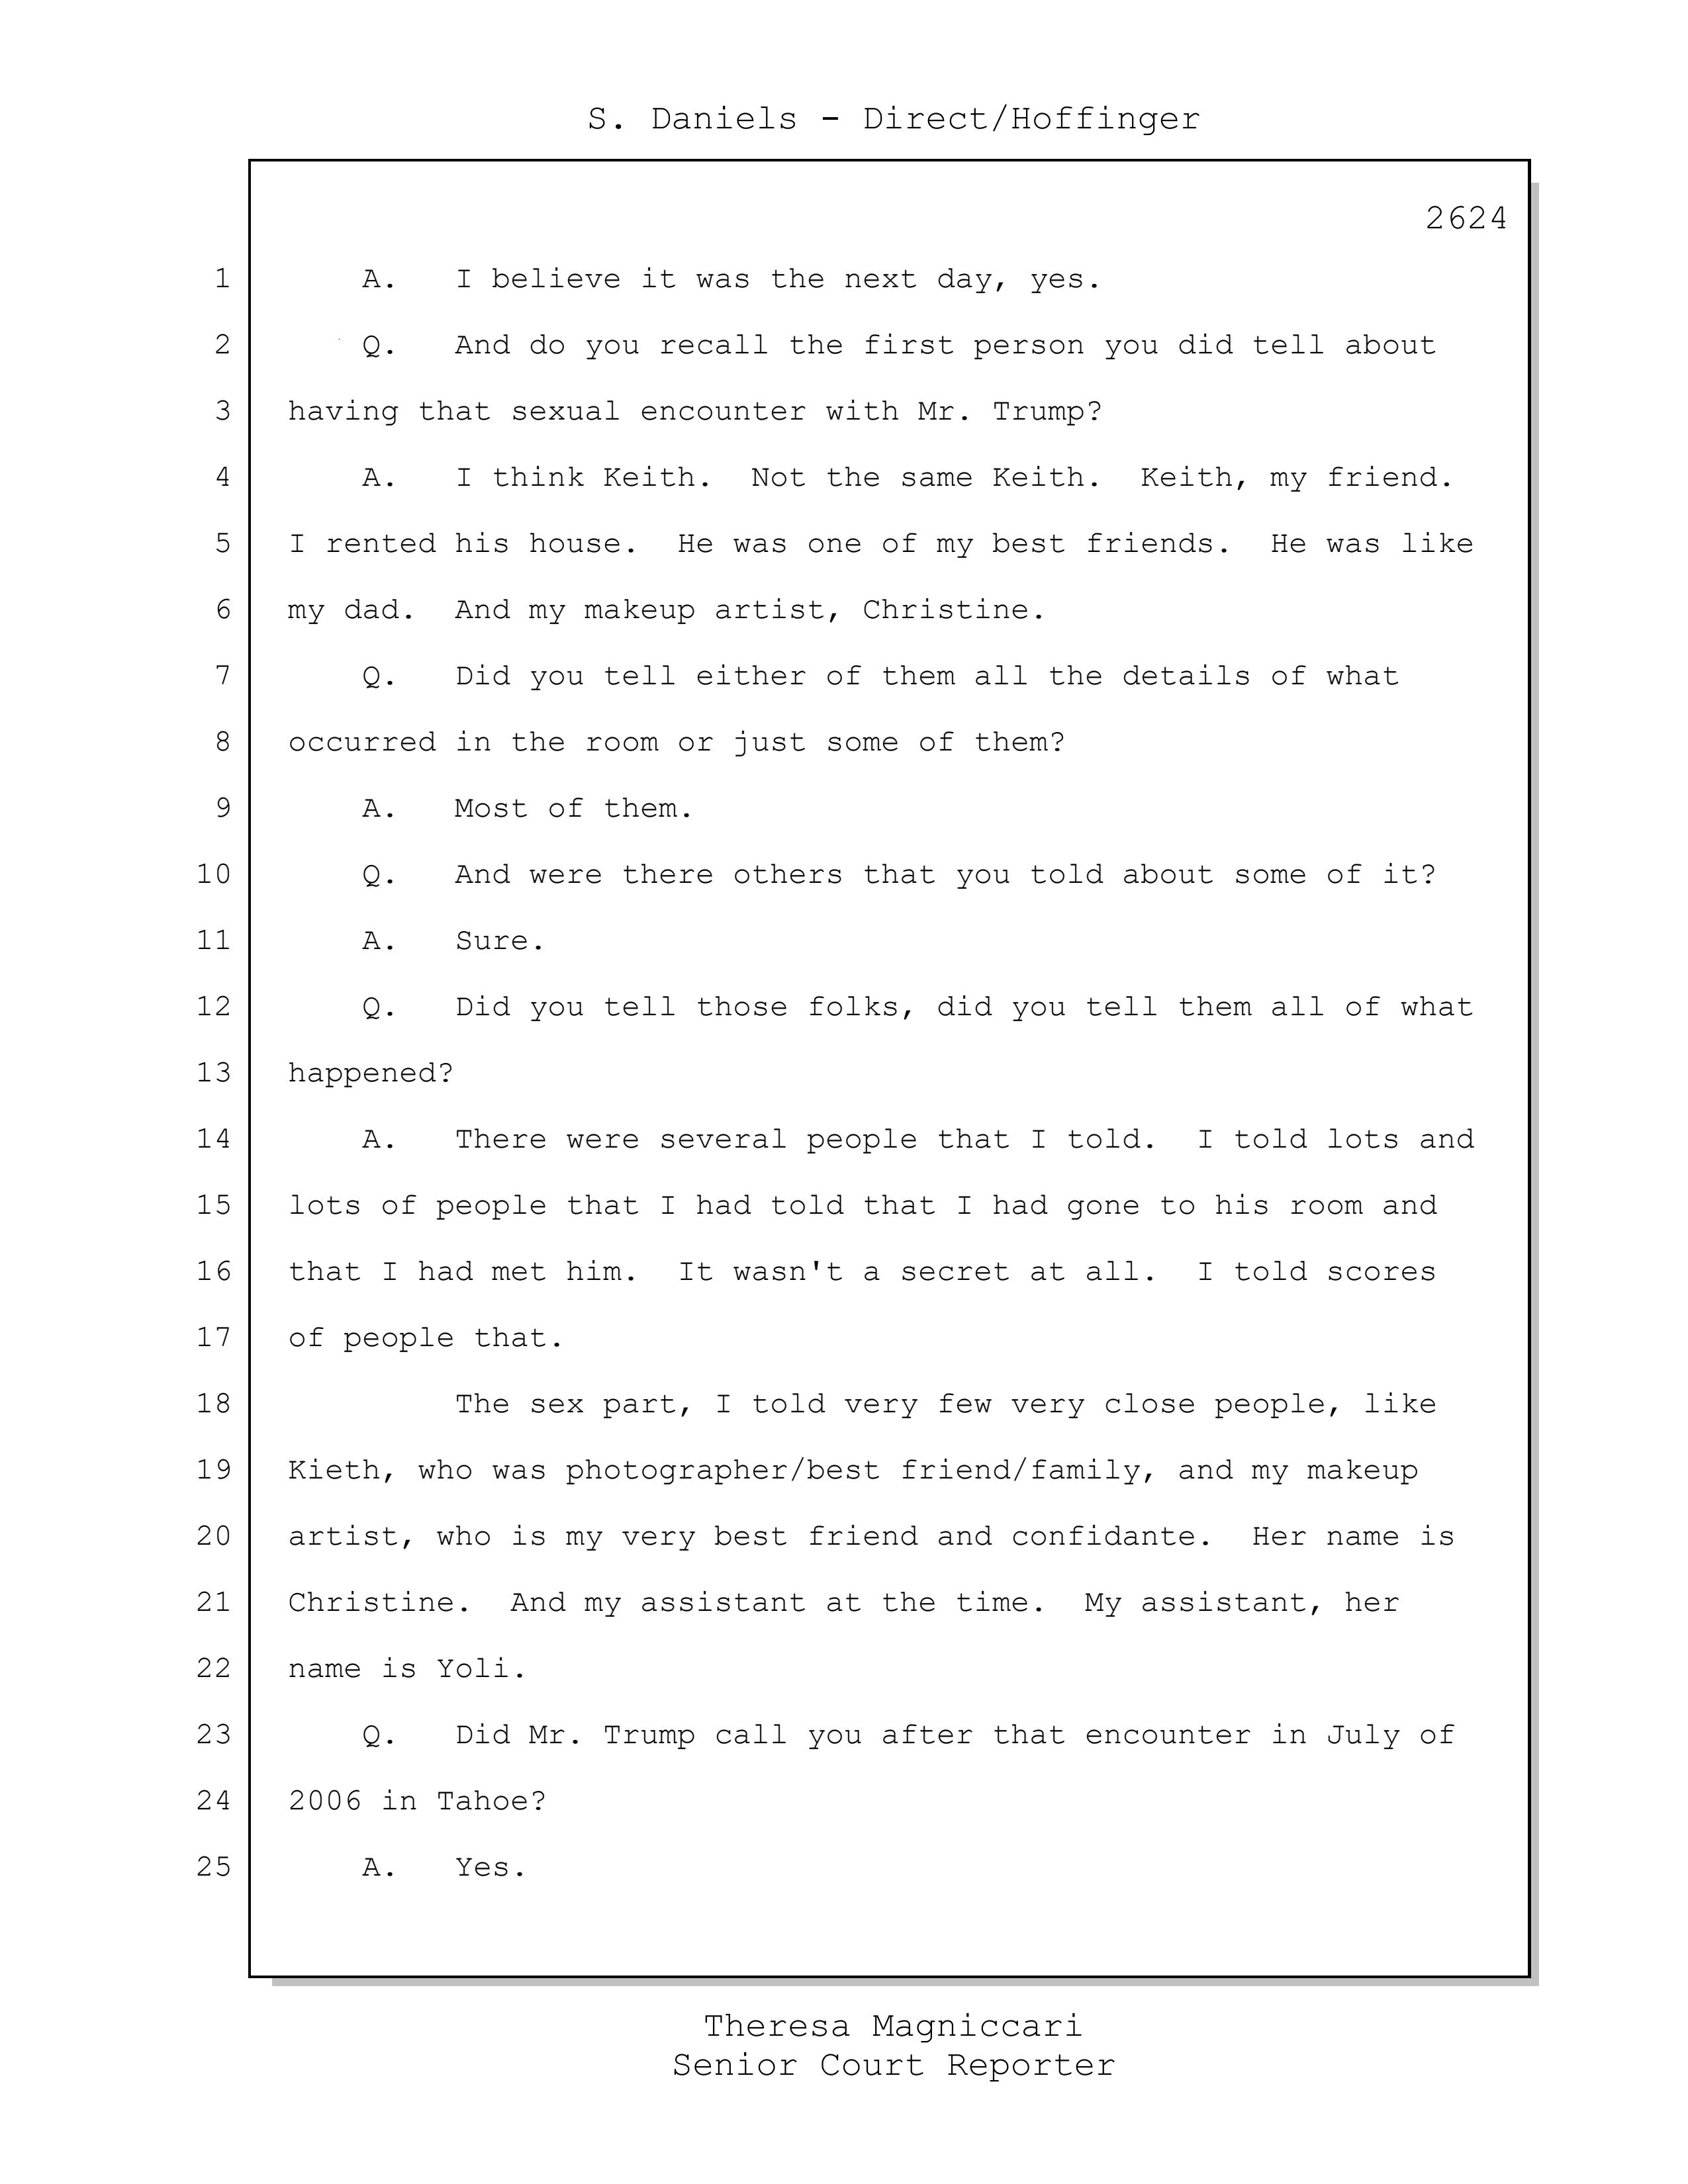 S. Daniels - Direct/Hoffinger
2624
1 A. I believe it was the next day, yes.
2 Q. And do you recall the first person you did tell about
3 having that sexual encounter with Mr. Trump?
4 A. I think Keith. Not the same Keith. Keith, my friend.
5 I rented his house. He was one of my best friends. He was like
6 my dad. And my makeup artist, Christine.
7 Q. Did you tell either of them all the details of what
8 occurred in the room or just some of them?
9 A. Most of them.
10 Q. And were there others that you told about some of it?
11 A. Sure.
12 Q. Did you tell those folks, did you tell them all of what
13 happened?
14 A. There were several people that I told. I told lots and
15 lots of people that I had told that I had gone to his room and
16 that I had met him. It wasn't a secret at all. I told scores
17 of people that.
18 The sex part, I told very few very close people, like
19 Kieth, who was photographer/best friend/family, and my makeup
20 artist, who is my very best friend and confidante. Her name is
21 Christine. And my assistant at the time. My assistant, her
22 name is Yoli.
23 Q. Did Mr. Trump call you after that encounter in July of
24 2006 in Tahoe?
25 A. Yes.
Theresa Magniccari
Senior Court Reporter